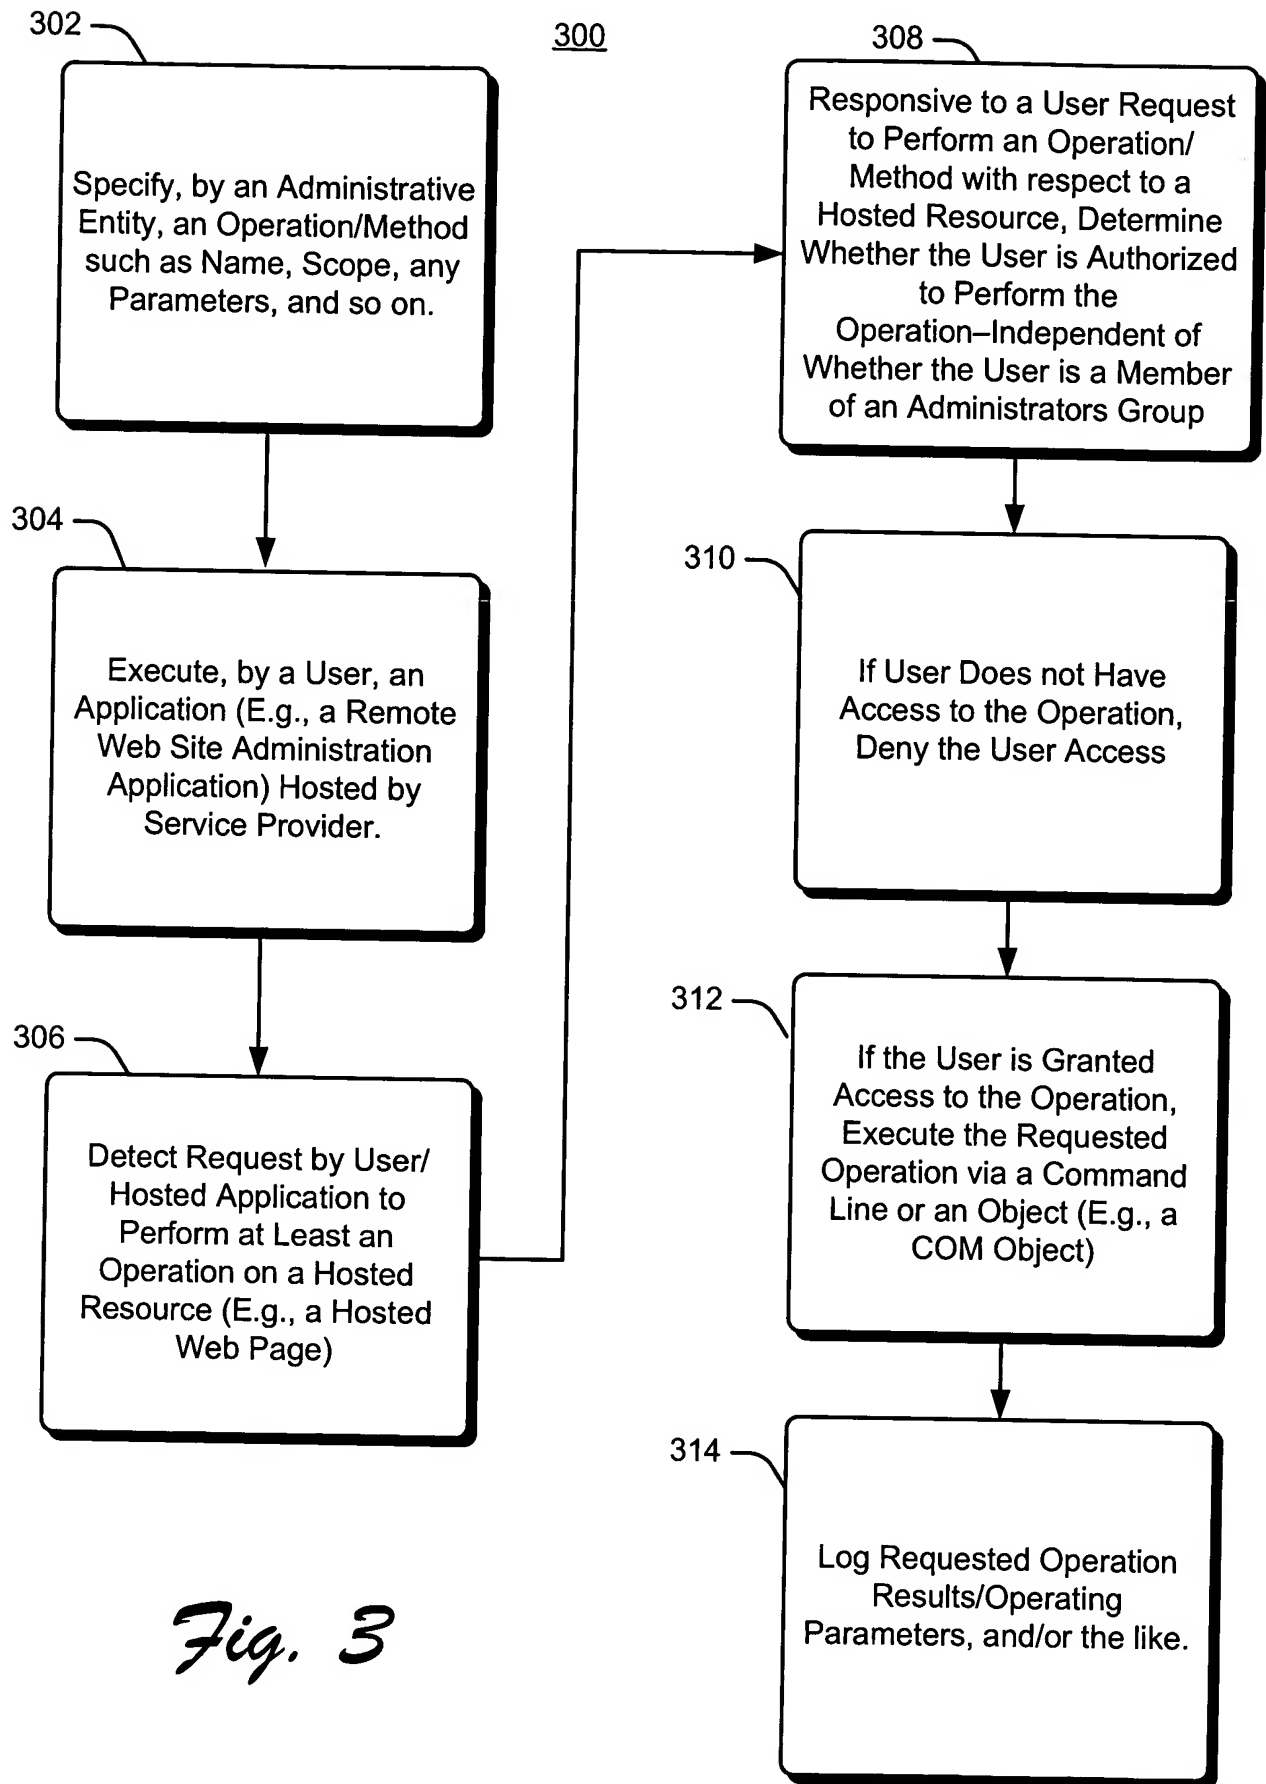 300
302
Specify, by an Administrative
Entity, an Operation/Method
such as Name, Scope, any
Parameters, and so on.
304
Execute, by a User, an
Application (E.g., a Remote
Web Site Administration
Application) Hosted by
Service Provider.
306
Detect Request by User/
Hosted Application to
Perform at Least an
Operation on a Hosted
Resource (E.g., a Hosted
Web Page)
308
Responsive to a User Request
to Perform an Operation/
Method with respect to a
Hosted Resource, Determine
Whether the User is Authorized
to Perform the
Operation–Independent of
Whether the User is a Member
of an Administrators Group
310
If User Does not Have
Access to the Operation,
Deny the User Access
312
If the User is Granted
Access to the Operation,
Execute the Requested
Operation via a Command
Line or an Object (E.g., a
COM Object)
314
Log Requested Operation
Results/Operating
Parameters, and/or the like.
Fig. 3